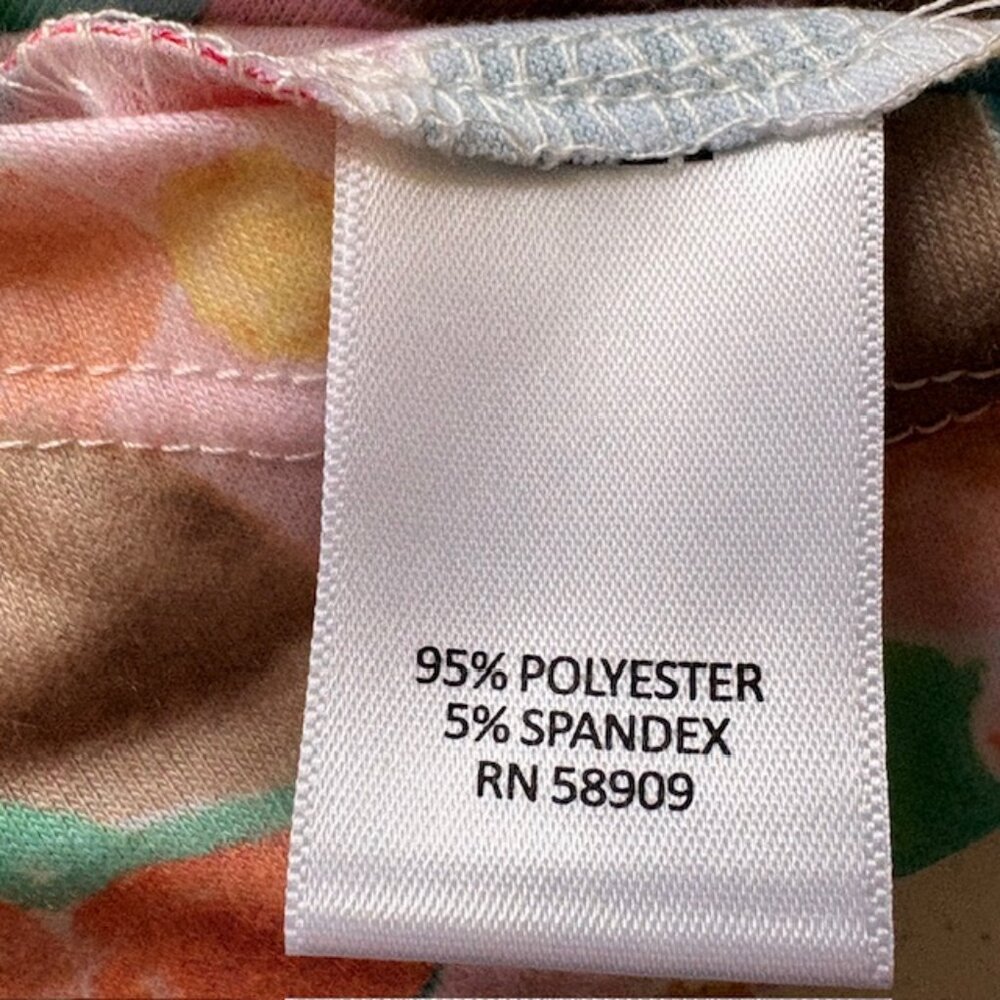 95% POLYESTER
5% SPANDEX
RN 58909